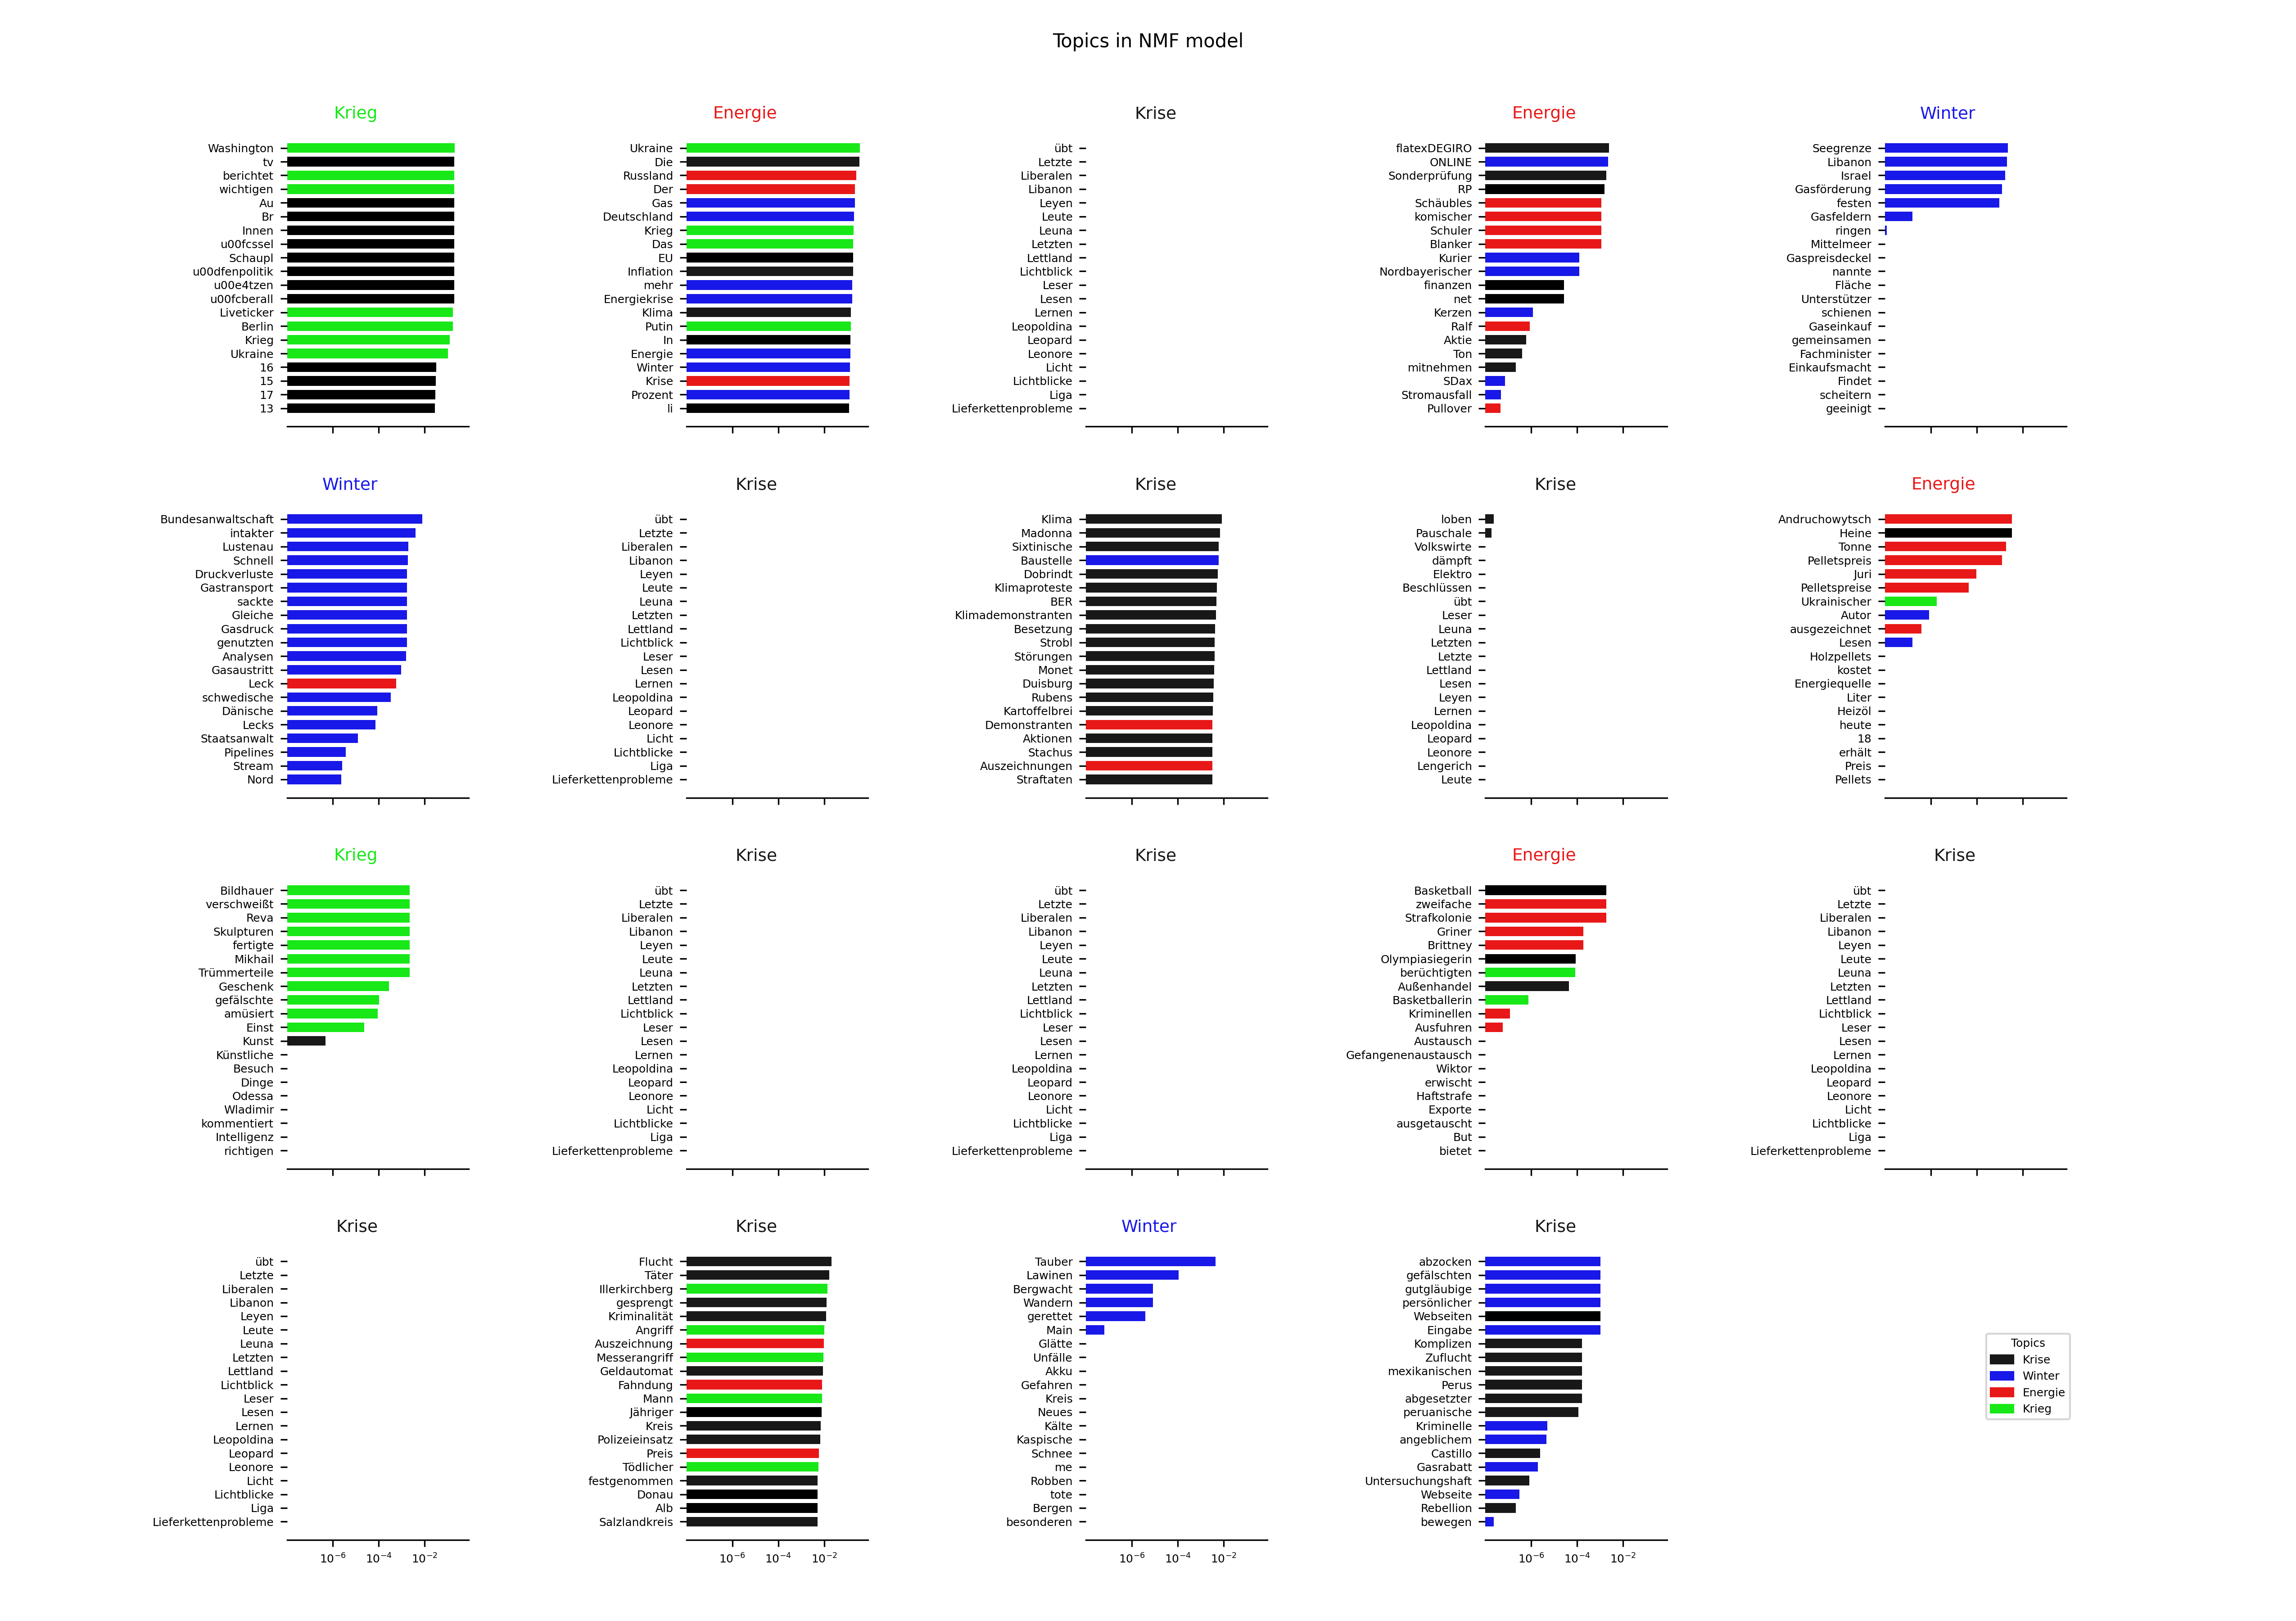 Topics in NMF model
Krieg
Washington
tv
berichtet
wichtigen
Au
Br
Innen
u00fcssel
Schaupl
u00dfenpolitik
u00e4tzen
u00fcberall
Liveticker
Berlin
Krieg
Ukraine
16
15
17
13
Energie
Ukraine
Die
Russland
Der
Gas
Deutschland
Krieg
Das
EU
Inflation
mehr
Energiekrise
Klima
Putin
In
Energie
Winter
Krise
Prozent
li
Krise
übt
Letzte
Liberalen
Libanon
Leyen
Leute
Leuna
Letzten
Lettland
Lichtblick
Leser
Lesen
Lernen
Leopoldina
Leopard
Leonore
Licht
Lichtblicke
Liga
Lieferkettenprobleme
Energie
flatexDEGIRO
ONLINE
Sonderprüfung
RP
Schäubles
komischer
Schuler
Blanker
Kurier
Nordbayerischer
finanzen
net
Kerzen
Ralf
Aktie
Ton
mitnehmen
SDax
Stromausfall
Pullover
Winter
Seegrenze
Libanon
Israel
Gasförderung
festen
Gasfeldern
ringen
Mittelmeer
Gaspreisdeckel
nannte
Fläche
Unterstützer
schienen
Gaseinkauf
gemeinsamen
Fachminister
Einkaufsmacht
Findet
scheitern
geeinigt
Winter
Bundesanwaltschaft
intakter
Lustenau
Schnell
Druckverluste
Gastransport
sackte
Gleiche
Gasdruck
genutzten
Analysen
Gasaustritt
Leck
schwedische
Dänische
Lecks
Staatsanwalt
Pipelines
Stream
Nord
Krise
übt
Letzte
Liberalen
Libanon
Leyen
Leute
Leuna
Letzten
Lettland
Lichtblick
Leser
Lesen
Lernen
Leopoldina
Leopard
Leonore
Licht
Lichtblicke
Liga
Lieferkettenprobleme
Krise
Klima
Madonna
Sixtinische
Baustelle
Dobrindt
Klimaproteste
BER
Klimademonstranten
Besetzung
Strobl
Störungen
Monet
Duisburg
Rubens
Kartoffelbrei
Demonstranten
Aktionen
Stachus
Auszeichnungen
Straftaten
Krise
loben
Pauschale
Volkswirte
dämpft
Elektro
Beschlüssen
übt
Leser
Leuna
Letzten
Letzte
Lettland
Lesen
Leyen
Lernen
Leopoldina
Leopard
Leonore
Lengerich
Leute
Energie
Andruchowytsch
Heine
Tonne
Pelletspreis
Juri
Pelletspreise
Ukrainischer
Autor
ausgezeichnet
Lesen
Holzpellets
kostet
Energiequelle
Liter
Heizöl
heute
18
erhält
Preis
Pellets
Krieg
Bildhauer
verschweißt
Reva
Skulpturen
fertigte
Mikhail
Trümmerteile
Geschenk
gefälschte
amüsiert
Einst
Kunst
Künstliche
Besuch
Dinge
Odessa
Wladimir
kommentiert
Intelligenz
richtigen
Krise
übt
Letzte
Liberalen
Libanon
Leyen
Leute
Leuna
Letzten
Lettland
Lichtblick
Leser
Lesen
Lernen
Leopoldina
Leopard
Leonore
Licht
Lichtblicke
Liga
Lieferkettenprobleme
Krise
übt
Letzte
Liberalen
Libanon
Leyen
Leute
Leuna
Letzten
Lettland
Lichtblick
Leser
Lesen
Lernen
Leopoldina
Leopard
Leonore
Licht
Lichtblicke
Liga
Lieferkettenprobleme
Energie
Basketball
zweifache
Strafkolonie
Griner
Brittney
Olympiasiegerin
berüchtigten
Außenhandel
Basketballerin
Kriminellen
Ausfuhren
Austausch
Gefangenenaustausch
Wiktor
erwischt
Haftstrafe
Exporte
ausgetauscht
But
bietet
Krise
übt
Letzte
Liberalen
Libanon
Leyen
Leute
Leuna
Letzten
Lettland
Lichtblick
Leser
Lesen
Lernen
Leopoldina
Leopard
Leonore
Licht
Lichtblicke
Liga
Lieferkettenprobleme
Krise
übt
Letzte
Liberalen
Libanon
Leyen
Leute
Leuna
Letzten
Lettland
Lichtblick
Leser
Lesen
Lernen
Leopoldina
Leopard
Leonore
Licht
Lichtblicke
Liga
Lieferkettenprobleme
10⁻⁶ 10⁻⁴ 10⁻²
Krise
Flucht
Täter
Illerkirchberg
gesprengt
Kriminalität
Angriff
Auszeichnung
Messerangriff
Geldautomat
Fahndung
Mann
Jähriger
Kreis
Polizeieinsatz
Preis
Tödlicher
festgenommen
Donau
Alb
Salzlandkreis
10⁻⁶ 10⁻⁴ 10⁻²
Winter
Tauber
Lawinen
Bergwacht
Wandern
gerettet
Main
Glätte
Unfälle
Akku
Gefahren
Kreis
Neues
Kälte
Kaspische
Schnee
me
Robben
tote
Bergen
besonderen
10⁻⁶ 10⁻⁴ 10⁻²
Krise
abzocken
gefälschten
gutgläubige
persönlicher
Webseiten
Eingabe
Komplizen
Zuflucht
mexikanischen
Perus
abgesetzter
peruanische
Kriminelle
angeblichem
Castillo
Gasrabatt
Untersuchungshaft
Webseite
Rebellion
bewegen
10⁻⁶ 10⁻⁴ 10⁻²
Topics
Krise
Winter
Energie
Krieg